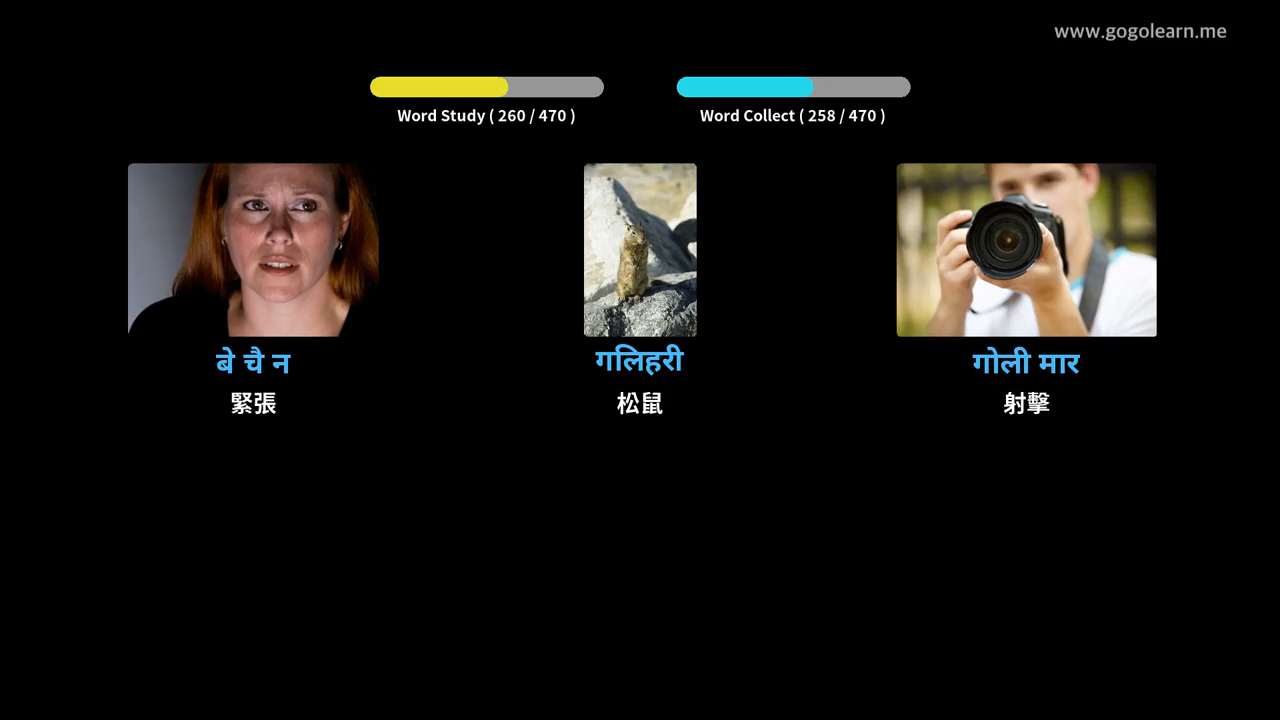 www.gogolearn.me
Word Study ( 260 / 470 )
Word Collect ( 258 / 470 )
बे चै न
गलिहरी
गोली मार
緊張
松鼠
射擊